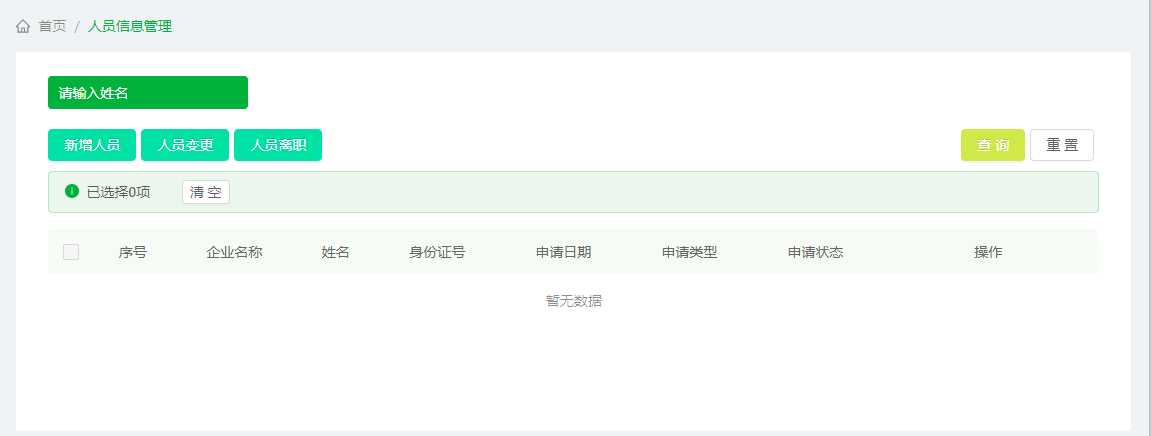 首页 / 人员信息管理
请输入姓名
新增人员 人员变更 人员离职 查询 重置
已选择0项 清空
序号 企业名称 姓名 身份证号 申请日期 申请类型 申请状态 操作
暂无数据